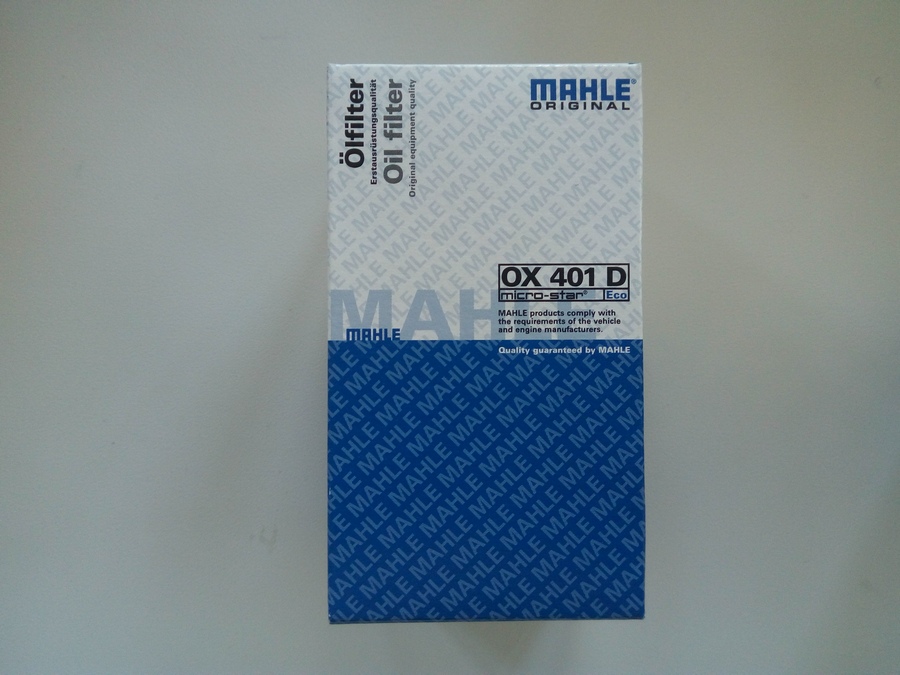 Ölfilter
Erstausrüstungsqualität
Oil filter
Original equipment quality
MAHLE®
ORIGINAL
OX 401 D
micro-star® Eco
MAHLE
MAHLE products comply with
the requirements of the vehicle
and engine manufacturers.
MAHLE
Quality guaranteed by MAHLE